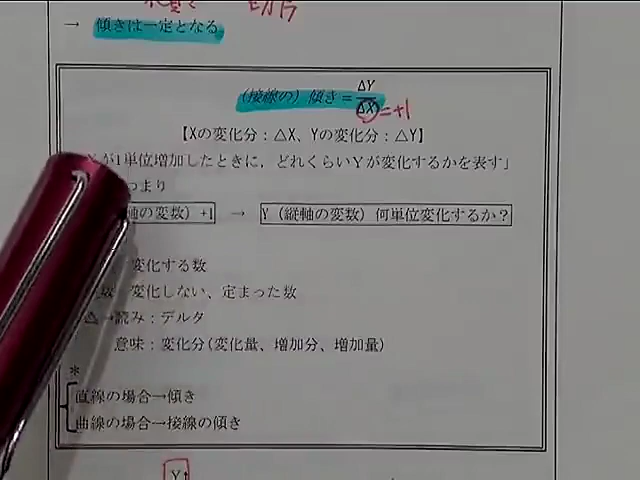 → 傾きは一定となる
(接線の) 傾き＝ΔY/ΔX =+1
【Xの変化分：△X、Yの変化分：△Y】
が1単位増加したときに，どれくらいYが変化するかを表す」
つまり
軸の変数）+1 → Y（縦軸の変数）何単位変化するか？
変化する数
数 変化しない、定まった数
△→読み：デルタ
意味：変化分(変化量、増加分、増加量)
*
直線の場合→傾き
曲線の場合→接線の傾き
Y